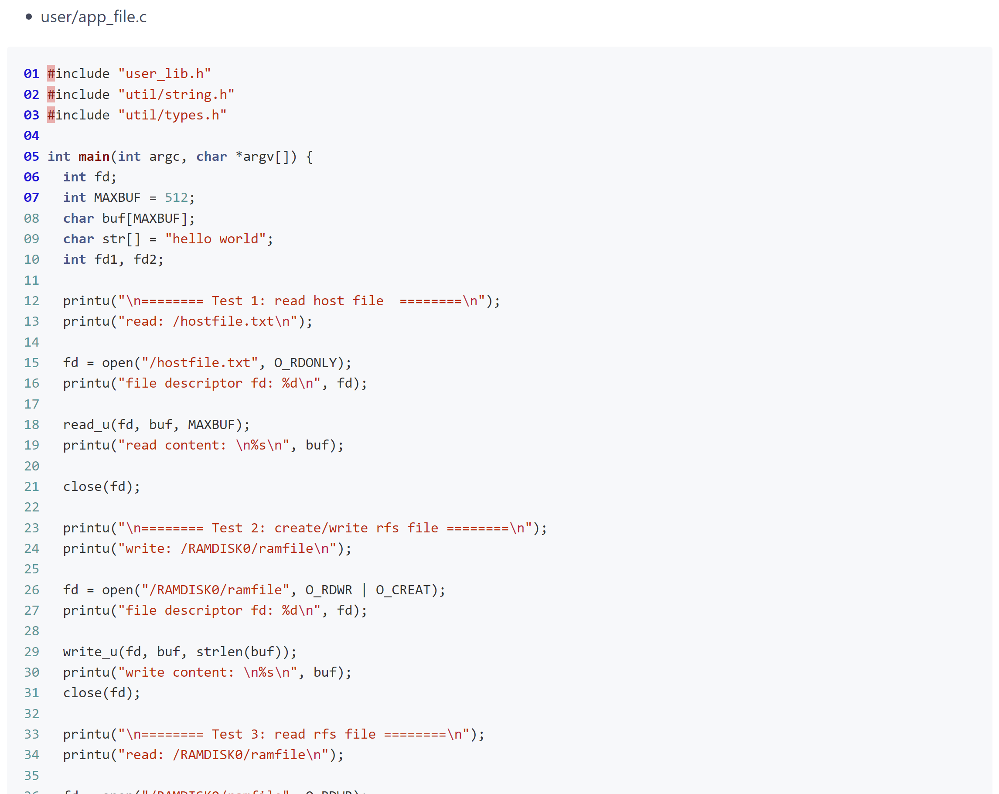 • user/app_file.c
01 #include "user_lib.h"
02 #include "util/string.h"
03 #include "util/types.h"
04
05 int main(int argc, char *argv[]) {
06   int fd;
07   int MAXBUF = 512;
08   char buf[MAXBUF];
09   char str[] = "hello world";
10   int fd1, fd2;
11
12   printu("\n======== Test 1: read host file  ========\n");
13   printu("read: /hostfile.txt\n");
14
15   fd = open("/hostfile.txt", O_RDONLY);
16   printu("file descriptor fd: %d\n", fd);
17
18   read_u(fd, buf, MAXBUF);
19   printu("read content: \n%s\n", buf);
20
21   close(fd);
22
23   printu("\n======== Test 2: create/write rfs file ========\n");
24   printu("write: /RAMDISK0/ramfile\n");
25
26   fd = open("/RAMDISK0/ramfile", O_RDWR | O_CREAT);
27   printu("file descriptor fd: %d\n", fd);
28
29   write_u(fd, buf, strlen(buf));
30   printu("write content: \n%s\n", buf);
31   close(fd);
32
33   printu("\n======== Test 3: read rfs file ========\n");
34   printu("read: /RAMDISK0/ramfile\n");
35
36   fd = open("/RAMDISK0/ramfile", O_RDWR);